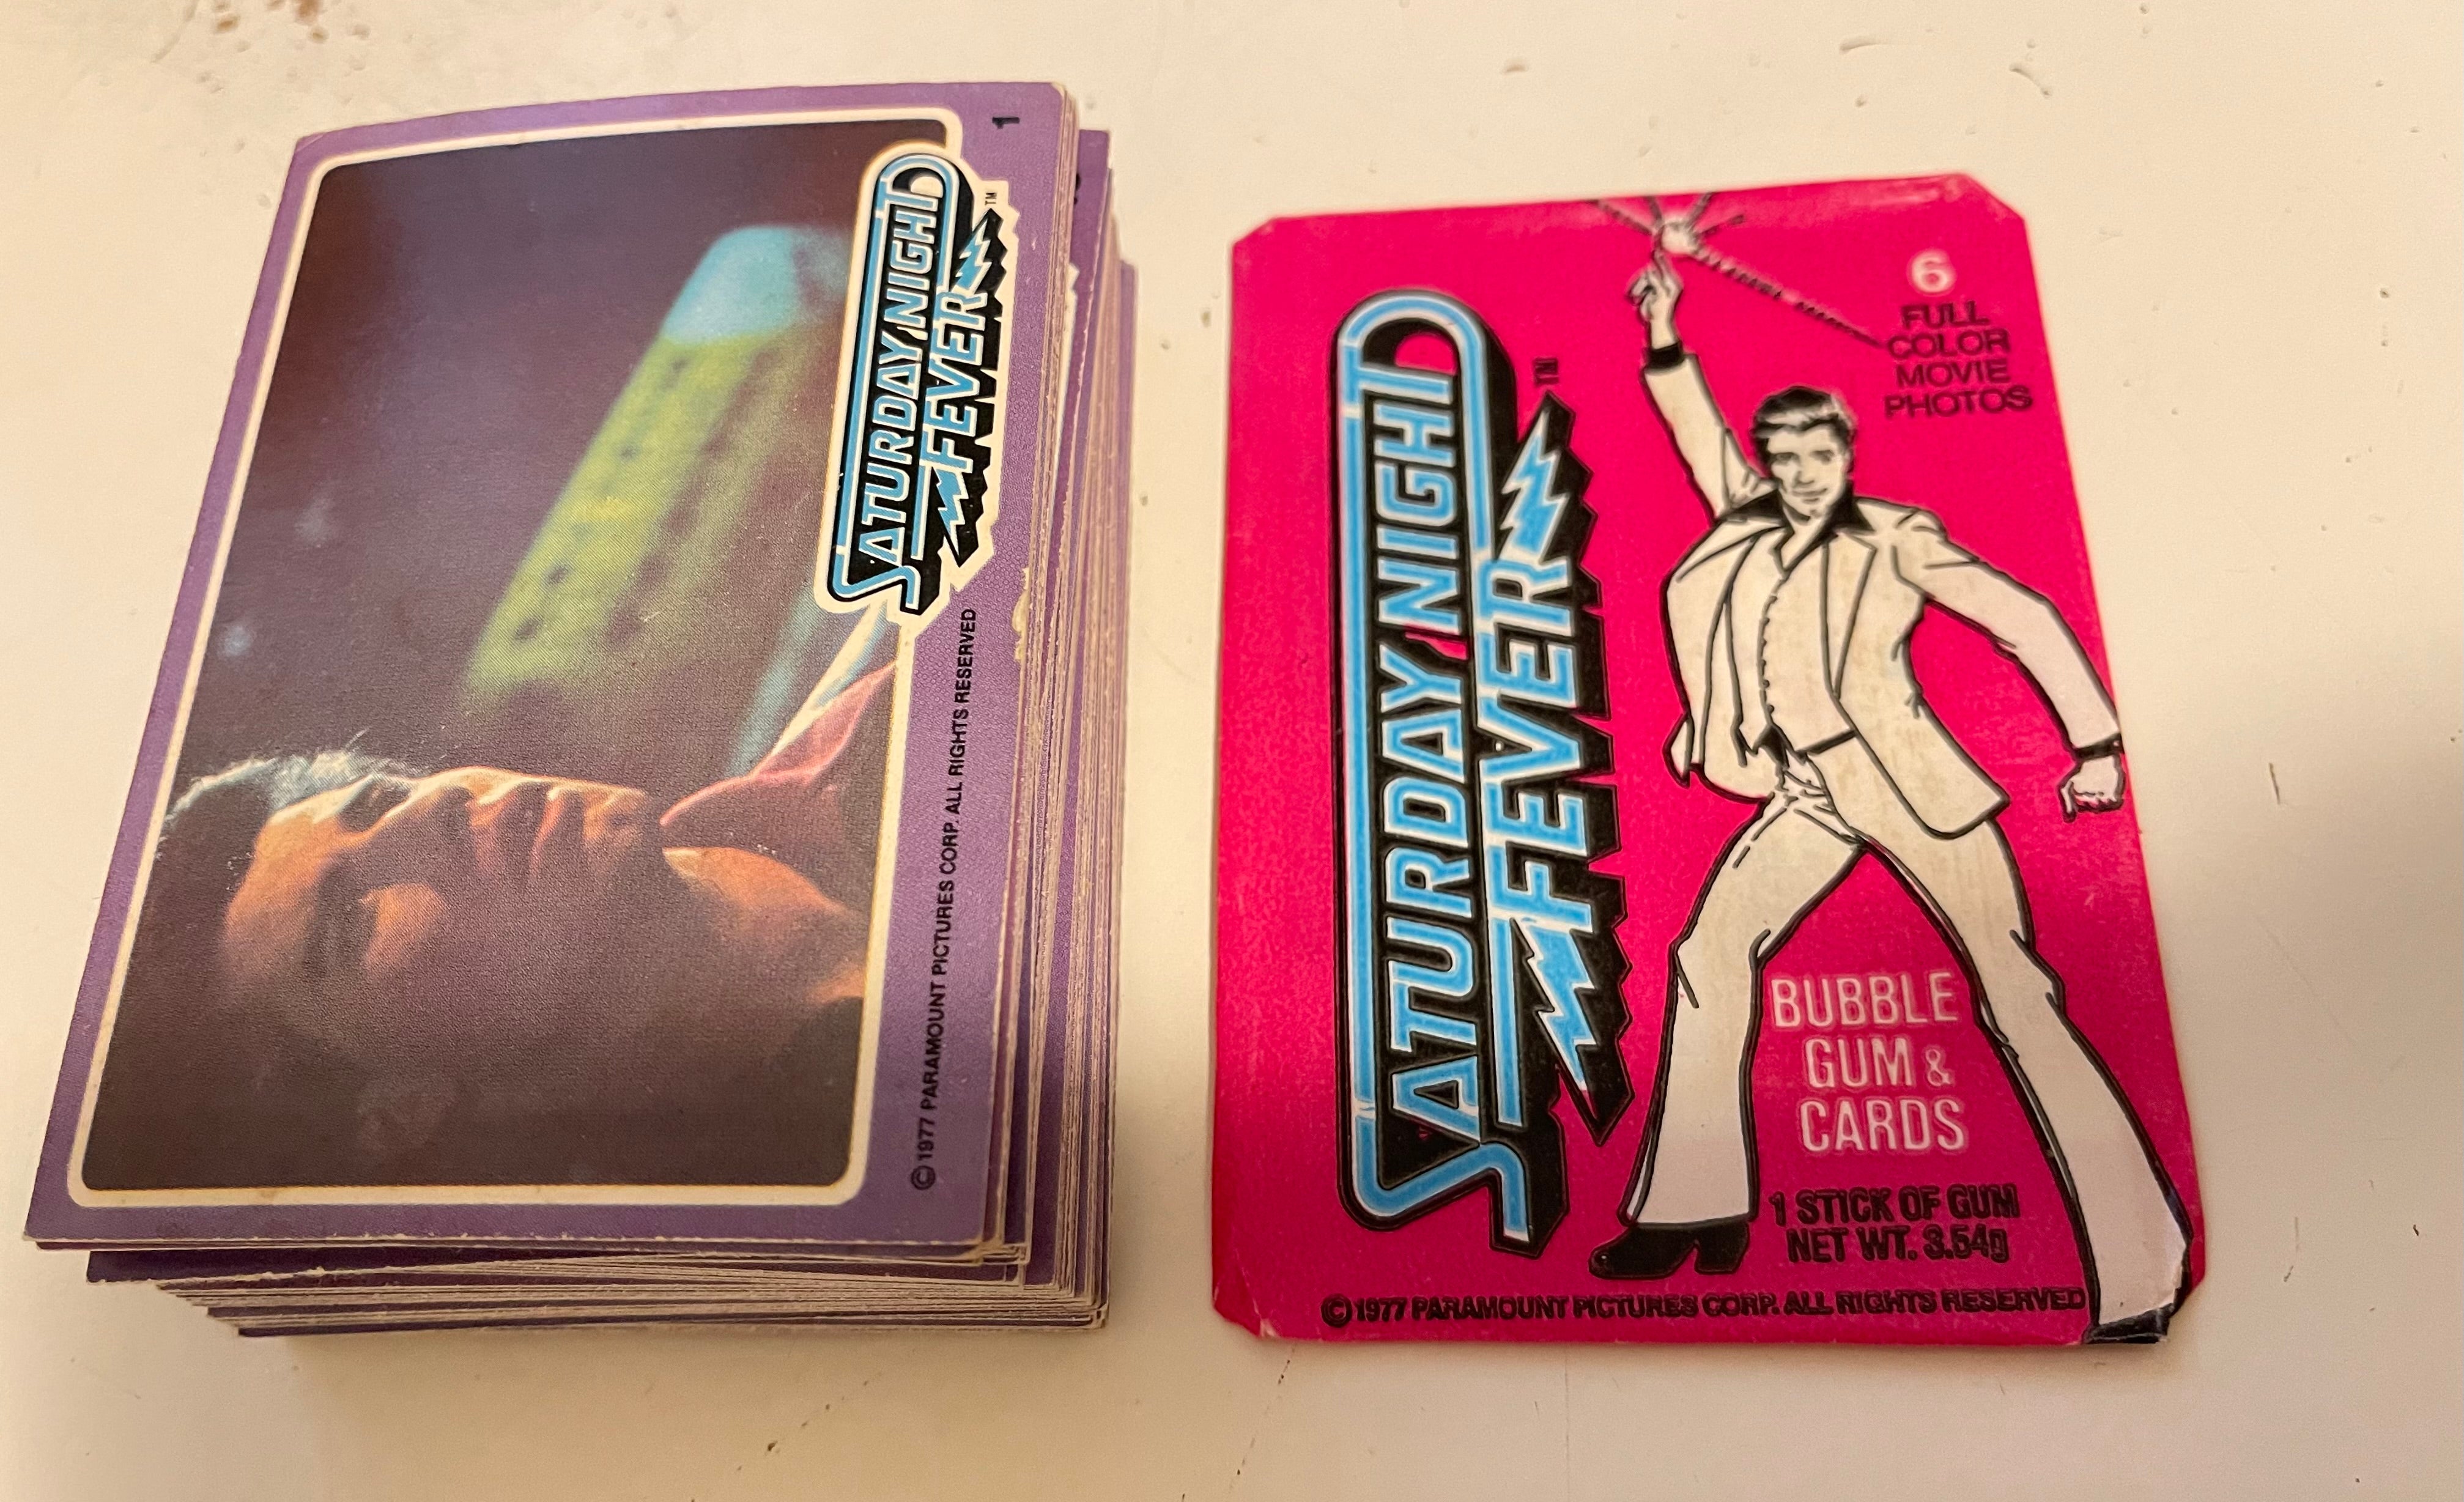 1
SATURDAY NIGHT
FEVER
TM
© 1977 PARAMOUNT PICTURES CORP. ALL RIGHTS RESERVED
SATURDAY NIGHT
FEVER
TM
6
FULL
COLOR
MOVIE
PHOTOS
BUBBLE
GUM &
CARDS
1 STICK OF GUM
NET WT. 3.54g
© 1977 PARAMOUNT PICTURES CORP. ALL RIGHTS RESERVED